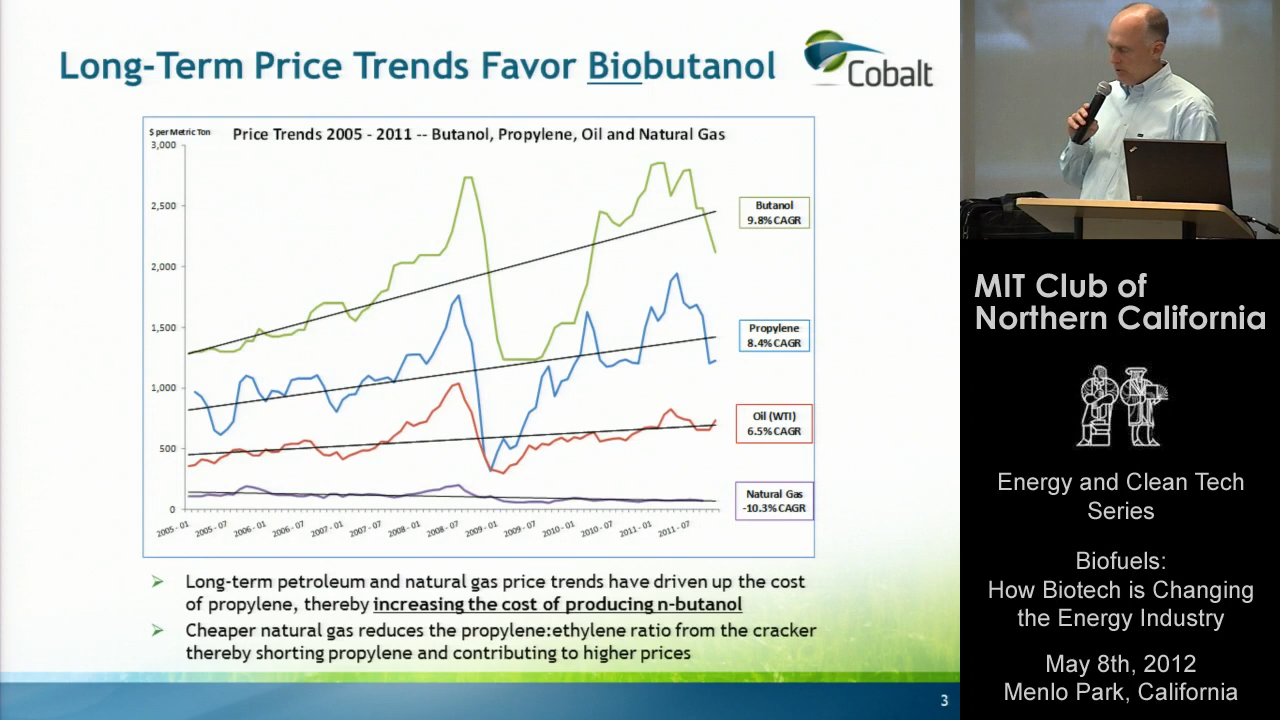 Long-Term Price Trends Favor Biobutanol
Cobalt
$ per Metric Ton
Price Trends 2005 - 2011 -- Butanol, Propylene, Oil and Natural Gas
3,000
2,500
2,000
1,500
1,000
500
0
Butanol
9.8% CAGR
Propylene
8.4% CAGR
Oil (WTI)
6.5% CAGR
Natural Gas
-10.3% CAGR
2005 - 01
2005 - 07
2006 - 01
2006 - 07
2007 - 01
2007 - 07
2008 - 01
2008 - 07
2009 - 01
2009 - 07
2010 - 01
2010 - 07
2011 - 01
2011 - 07
Long-term petroleum and natural gas price trends have driven up the cost
of propylene, thereby increasing the cost of producing n-butanol
Cheaper natural gas reduces the propylene:ethylene ratio from the cracker
thereby shorting propylene and contributing to higher prices
3
MIT Club of
Northern California
Energy and Clean Tech
Series
Biofuels:
How Biotech is Changing
the Energy Industry
May 8th, 2012
Menlo Park, California